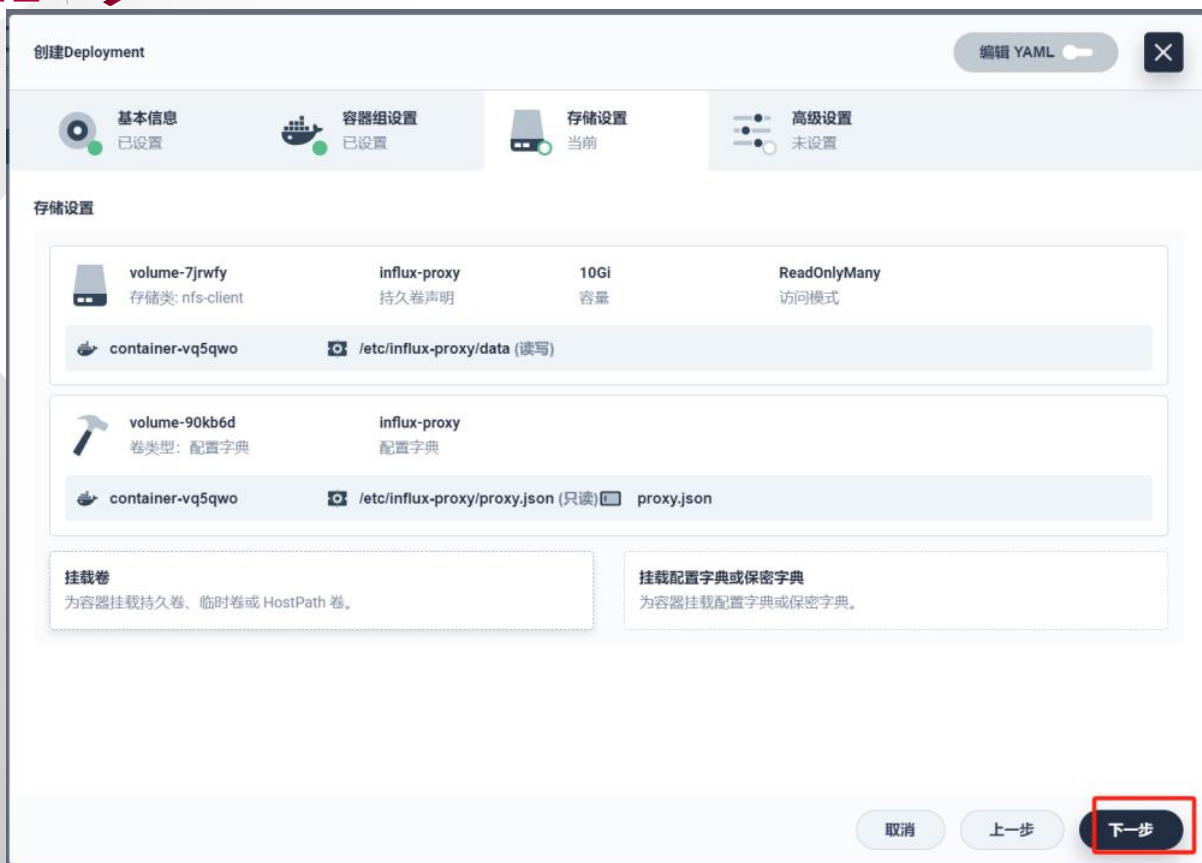 创建Deployment
编辑 YAML
基本信息
已设置
容器组设置
已设置
存储设置
当前
高级设置
未设置
存储设置
volume-7jrwfy influx-proxy 10Gi ReadOnlyMany
存储类: nfs-client 持久卷声明 容量 访问模式
container-vq5qwo /etc/influx-proxy/data (读写)
volume-90kb6d influx-proxy
卷类型：配置字典 配置字典
container-vq5qwo /etc/influx-proxy/proxy.json (只读) proxy.json
挂载卷
为容器挂载持久卷、临时卷或 HostPath 卷。
挂载配置字典或保密字典
为容器挂载配置字典或保密字典。
取消 上一步 下一步